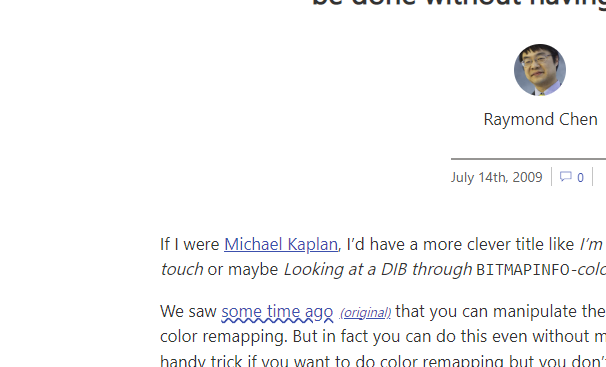 be done without having
Raymond Chen
July 14th, 2009 0
If I were Michael Kaplan, I'd have a more clever title like I'm
touch or maybe Looking at a DIB through BITMAPINFO-colo
We saw some time ago (original) that you can manipulate the
color remapping. But in fact you can do this even without m
handy trick if you want to do color remapping but you don't